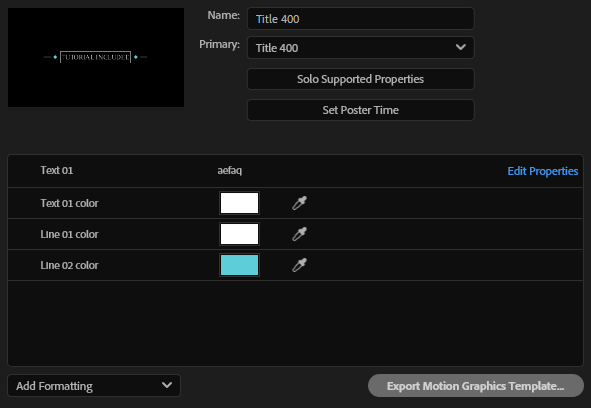 Name:
Title 400
Primary:
Title 400
TUTORIAL INCLUDED
Solo Supported Properties
Set Poster Time
Text 01
aefaq
Edit Properties
Text 01 color
Line 01 color
Line 02 color
Add Formatting
Export Motion Graphics Template...